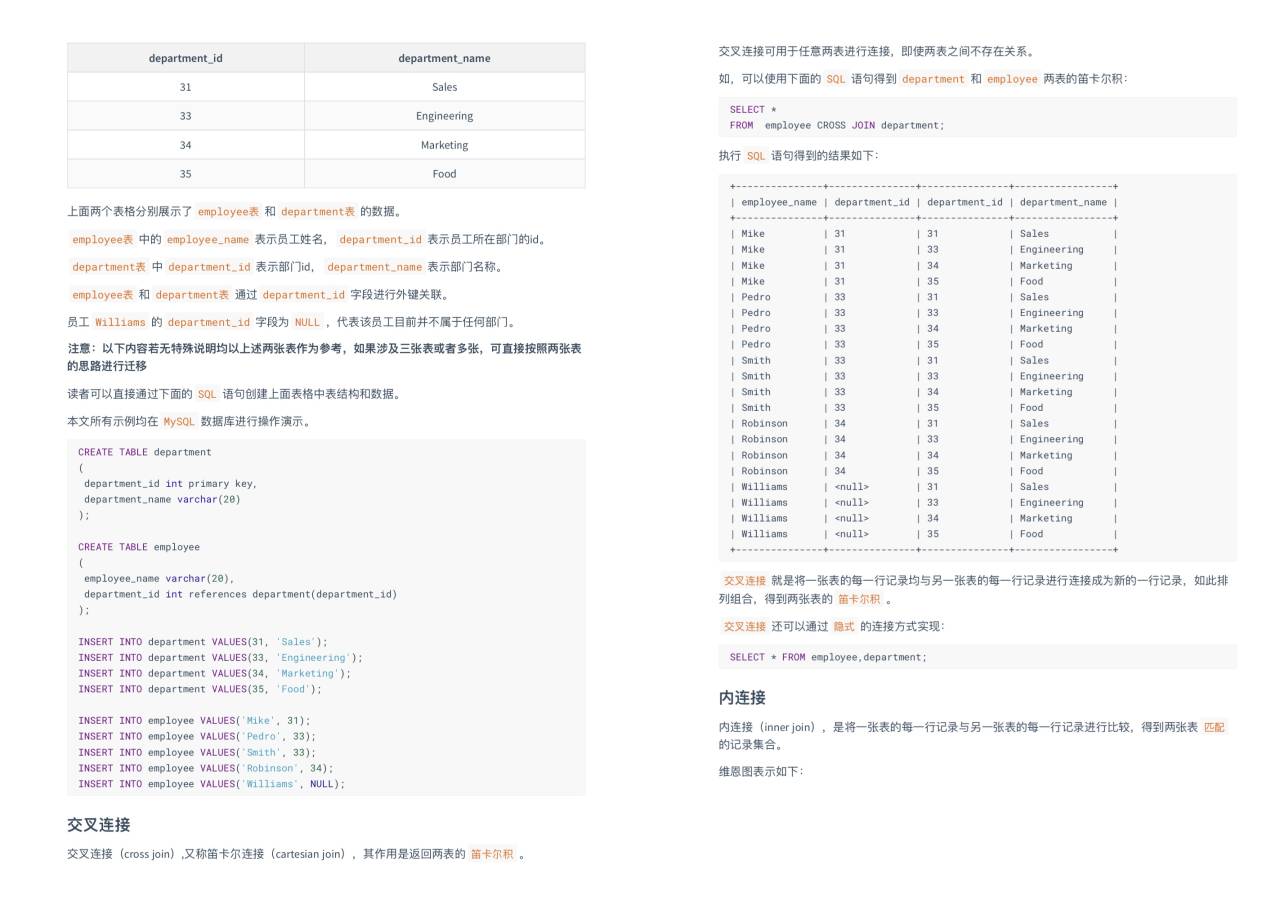 department_id department_name
31 Sales
33 Engineering
34 Marketing
35 Food
上面两个表格分别展示了 employee表 和 department表 的数据。
employee表 中的 employee_name 表示员工姓名， department_id 表示员工所在部门的id。
department表 中 department_id 表示部门id， department_name 表示部门名称。
employee表 和 department表 通过 department_id 字段进行外键关联。
员工 Williams 的 department_id 字段为 NULL ，代表该员工目前并不属于任何部门。
注意：以下内容若无特殊说明均以上述两张表作为参考，如果涉及三张表或者多张，可直接按照两张表
的思路进行迁移
读者可以直接通过下面的 SQL 语句创建上面表格中表结构和数据。
本文所有示例均在 MySQL 数据库进行操作演示。
CREATE TABLE department
(
 department_id int primary key,
 department_name varchar(20)
);
CREATE TABLE employee
(
 employee_name varchar(20),
 department_id int references department(department_id)
);
INSERT INTO department VALUES(31, 'Sales');
INSERT INTO department VALUES(33, 'Engineering');
INSERT INTO department VALUES(34, 'Marketing');
INSERT INTO department VALUES(35, 'Food');
INSERT INTO employee VALUES('Mike', 31);
INSERT INTO employee VALUES('Pedro', 33);
INSERT INTO employee VALUES('Smith', 33);
INSERT INTO employee VALUES('Robinson', 34);
INSERT INTO employee VALUES('Williams', NULL);
交叉连接
交叉连接（cross join）,又称笛卡尔连接（cartesian join），其作用是返回两表的 笛卡尔积 。
交叉连接可用于任意两表进行连接，即使两表之间不存在关系。
如，可以使用下面的 SQL 语句得到 department 和 employee 两表的笛卡尔积：
SELECT *
FROM  employee CROSS JOIN department;
执行 SQL 语句得到的结果如下：
+---------------+---------------+---------------+-----------------+
| employee_name | department_id | department_id | department_name |
+---------------+---------------+---------------+-----------------+
| Mike          | 31            | 31            | Sales           |
| Mike          | 31            | 33            | Engineering     |
| Mike          | 31            | 34            | Marketing       |
| Mike          | 31            | 35            | Food            |
| Pedro         | 33            | 31            | Sales           |
| Pedro         | 33            | 33            | Engineering     |
| Pedro         | 33            | 34            | Marketing       |
| Pedro         | 33            | 35            | Food            |
| Smith         | 33            | 31            | Sales           |
| Smith         | 33            | 33            | Engineering     |
| Smith         | 33            | 34            | Marketing       |
| Smith         | 33            | 35            | Food            |
| Robinson      | 34            | 31            | Sales           |
| Robinson      | 34            | 33            | Engineering     |
| Robinson      | 34            | 34            | Marketing       |
| Robinson      | 34            | 35            | Food            |
| Williams      | <null>        | 31            | Sales           |
| Williams      | <null>        | 33            | Engineering     |
| Williams      | <null>        | 34            | Marketing       |
| Williams      | <null>        | 35            | Food            |
+---------------+---------------+---------------+-----------------+
交叉连接 就是将一张表的每一行记录均与另一张表的每一行记录进行连接成为新的一行记录，如此排
列组合，得到两张表的 笛卡尔积 。
交叉连接 还可以通过 隐式 的连接方式实现：
SELECT * FROM employee,department;
内连接
内连接（inner join），是将一张表的每一行记录与另一张表的每一行记录进行比较，得到两张表 匹配
的记录集合。
维恩图表示如下：